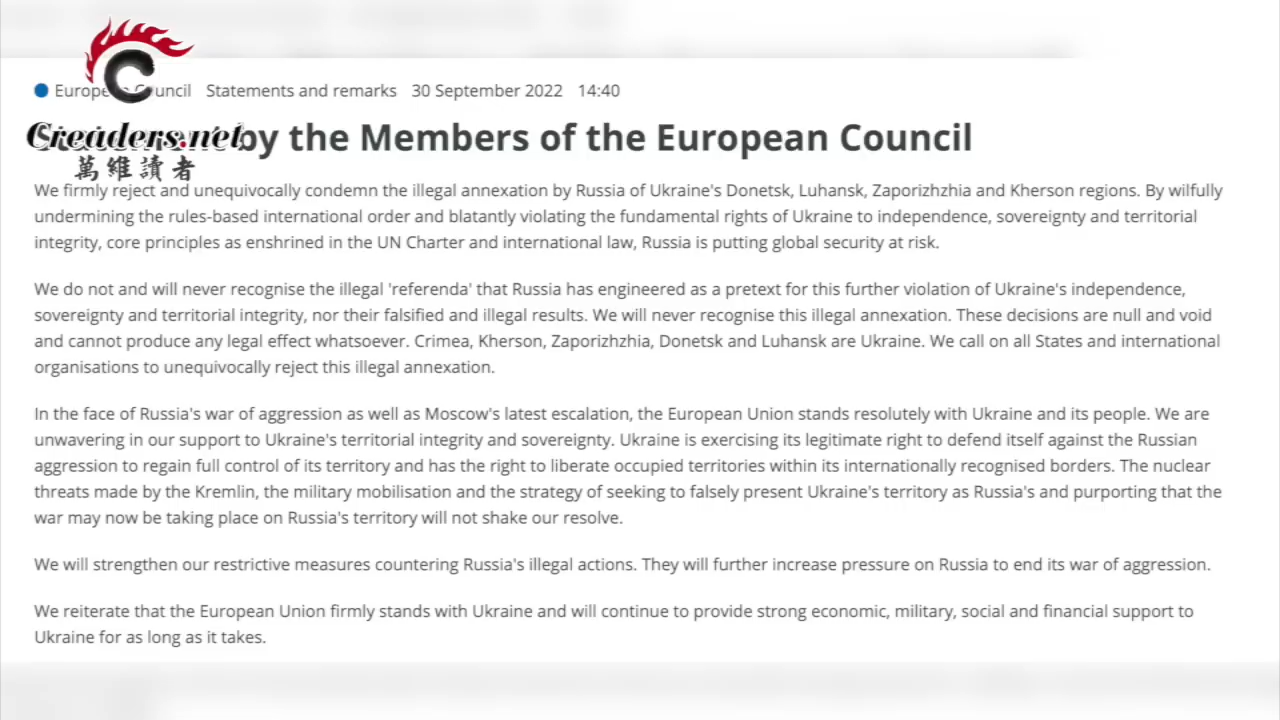 European Council Statements and remarks 30 September 2022 14:40
Creaders.net
萬維讀者
by the Members of the European Council
We firmly reject and unequivocally condemn the illegal annexation by Russia of Ukraine's Donetsk, Luhansk, Zaporizhzhia and Kherson regions. By wilfully
undermining the rules-based international order and blatantly violating the fundamental rights of Ukraine to independence, sovereignty and territorial
integrity, core principles as enshrined in the UN Charter and international law, Russia is putting global security at risk.
We do not and will never recognise the illegal 'referenda' that Russia has engineered as a pretext for this further violation of Ukraine's independence,
sovereignty and territorial integrity, nor their falsified and illegal results. We will never recognise this illegal annexation. These decisions are null and void
and cannot produce any legal effect whatsoever. Crimea, Kherson, Zaporizhzhia, Donetsk and Luhansk are Ukraine. We call on all States and international
organisations to unequivocally reject this illegal annexation.
In the face of Russia's war of aggression as well as Moscow's latest escalation, the European Union stands resolutely with Ukraine and its people. We are
unwavering in our support to Ukraine's territorial integrity and sovereignty. Ukraine is exercising its legitimate right to defend itself against the Russian
aggression to regain full control of its territory and has the right to liberate occupied territories within its internationally recognised borders. The nuclear
threats made by the Kremlin, the military mobilisation and the strategy of seeking to falsely present Ukraine's territory as Russia's and purporting that the
war may now be taking place on Russia's territory will not shake our resolve.
We will strengthen our restrictive measures countering Russia's illegal actions. They will further increase pressure on Russia to end its war of aggression.
We reiterate that the European Union firmly stands with Ukraine and will continue to provide strong economic, military, social and financial support to
Ukraine for as long as it takes.